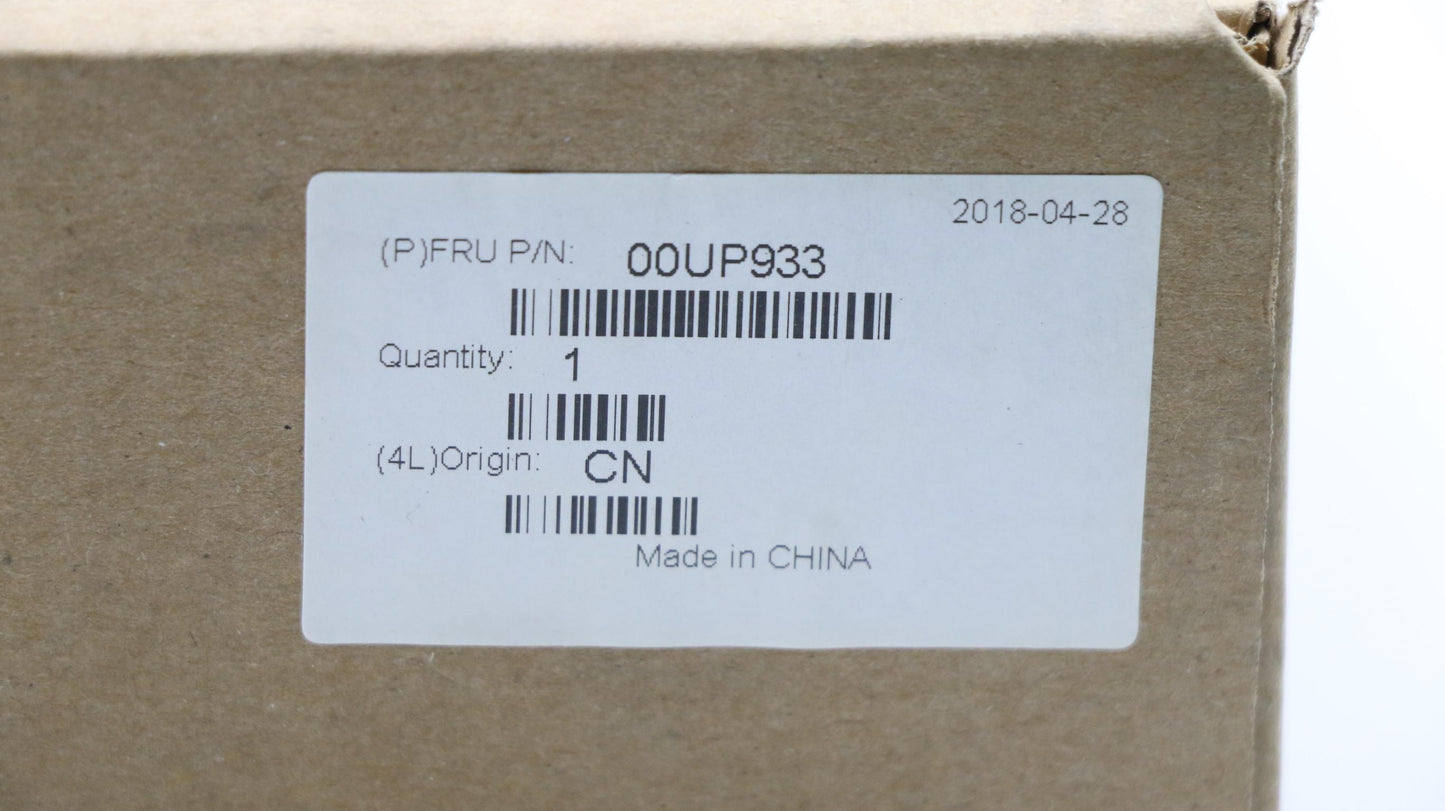 2018-04-28
(P)FRU P/N: 00UP933
Quantity: 1
(4L)Origin: CN
Made in CHINA